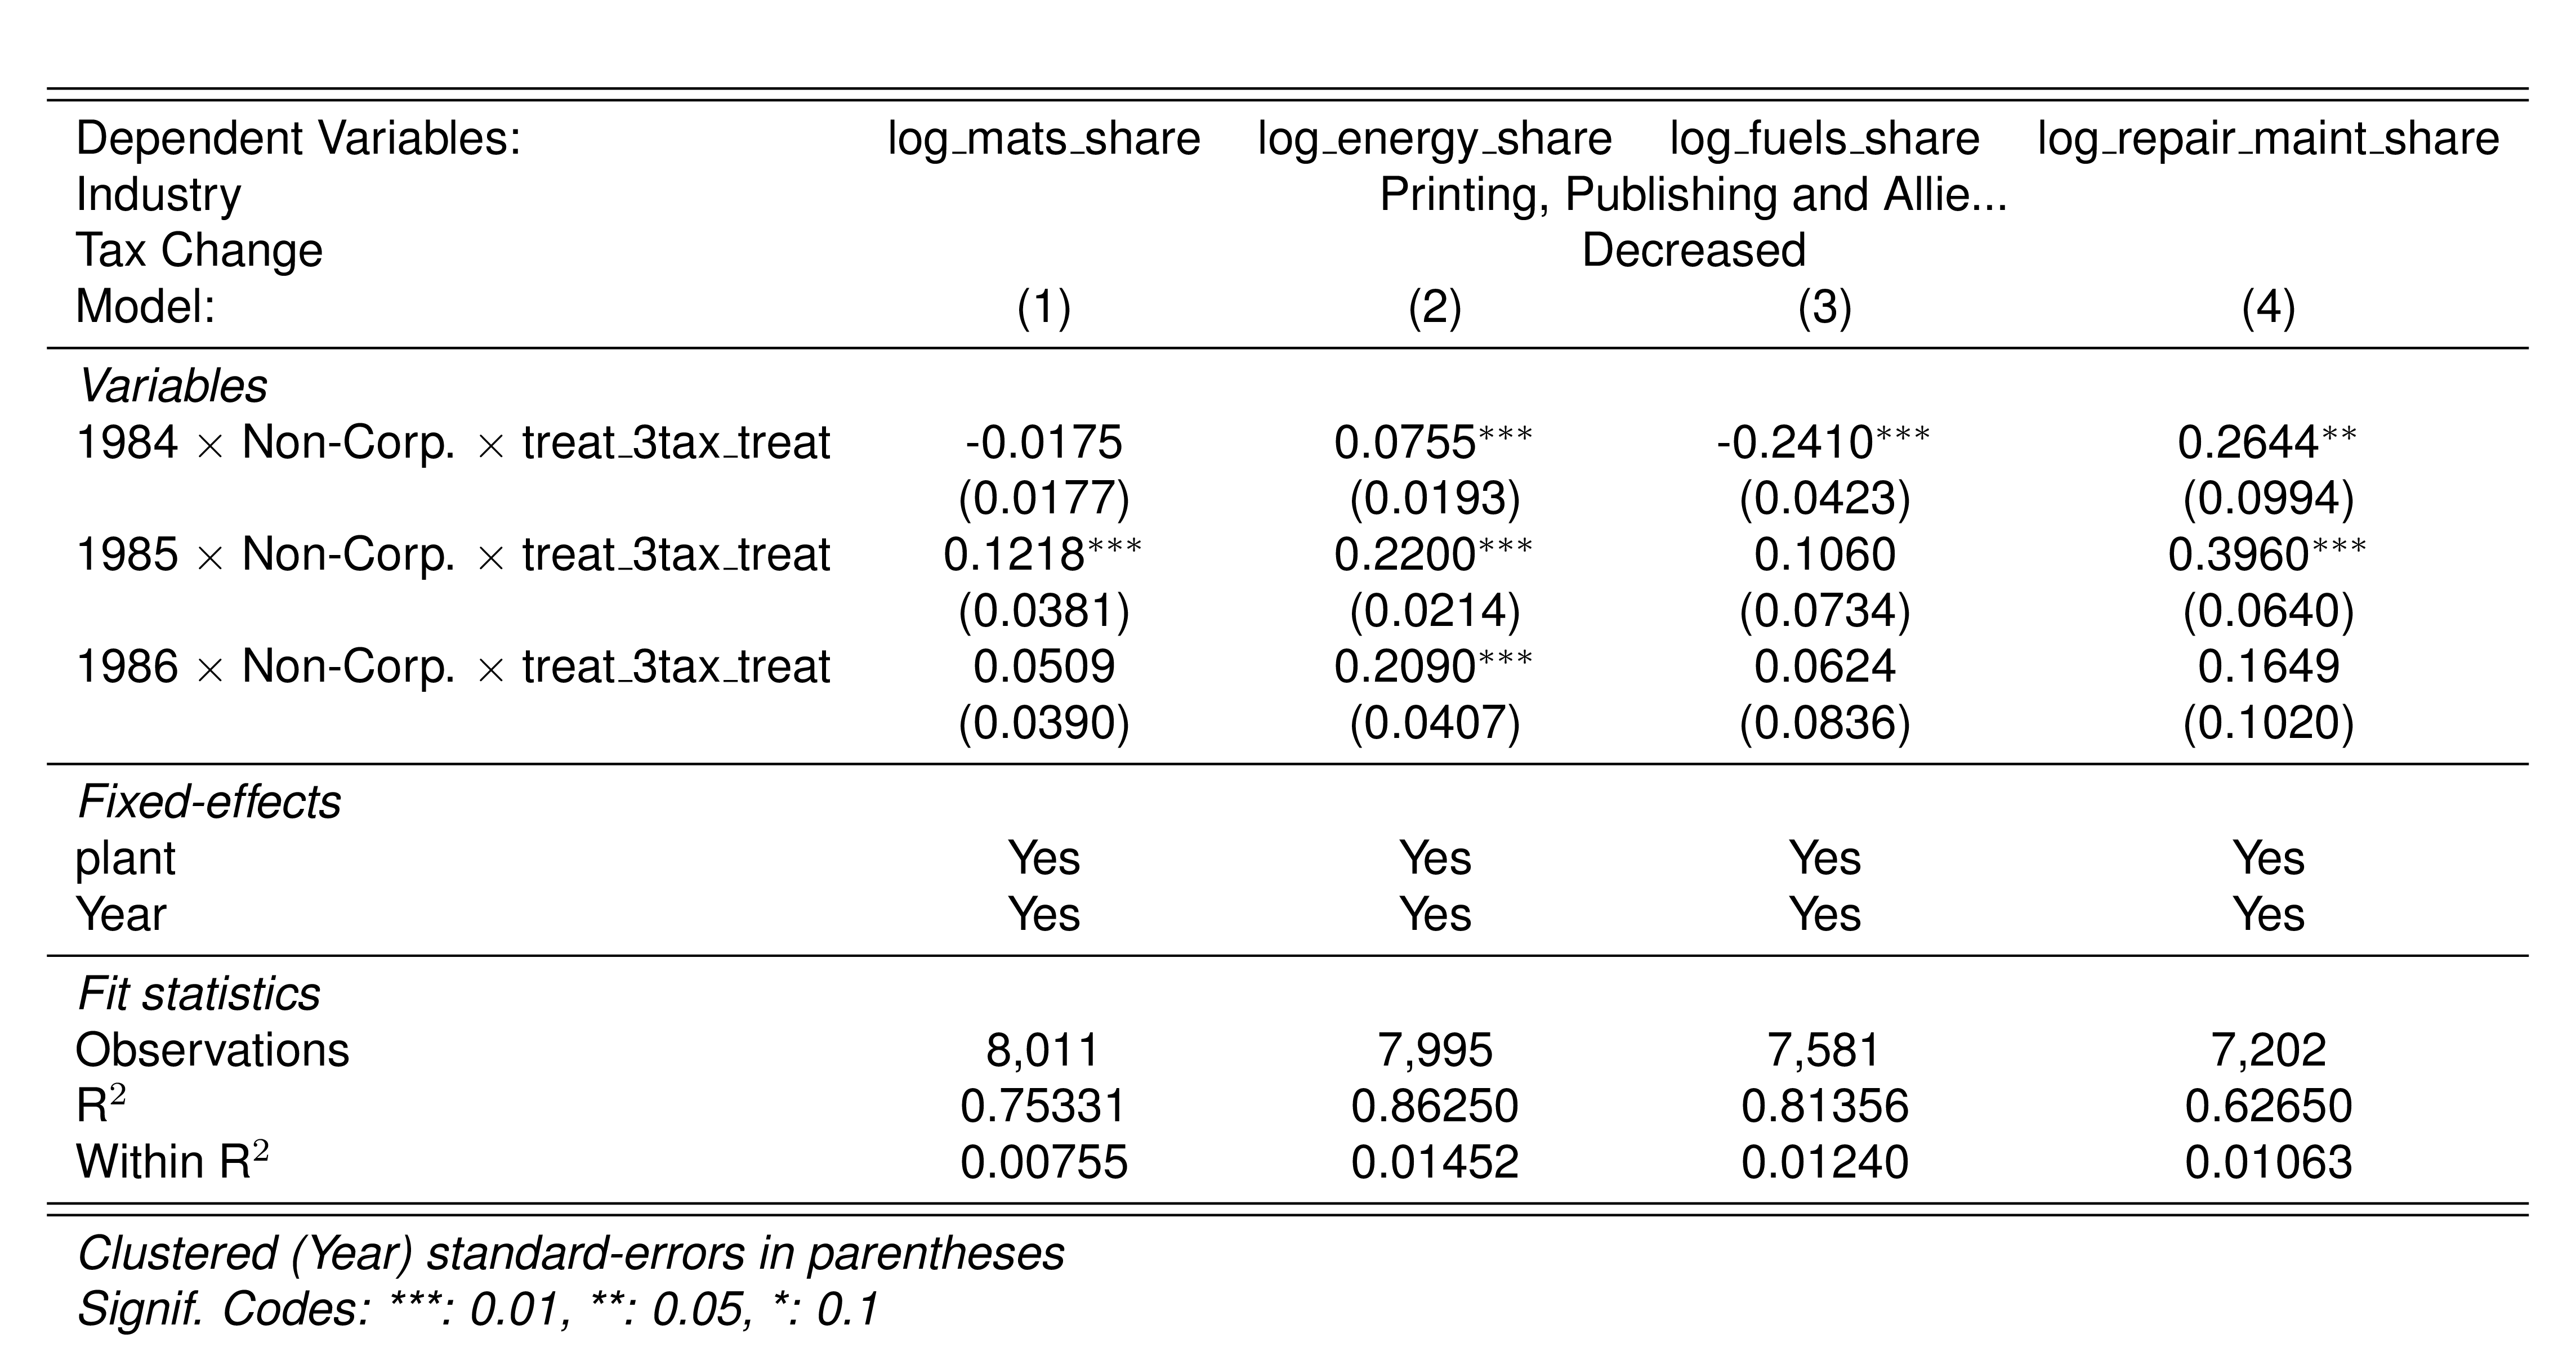 Dependent Variables: log_mats_share log_energy_share log_fuels_share log_repair_maint_share
Industry Printing, Publishing and Allie...
Tax Change Decreased
Model: (1) (2) (3) (4)
Variables
1984 × Non-Corp. × treat_3tax_treat -0.0175 0.0755*** -0.2410*** 0.2644**
(0.0177) (0.0193) (0.0423) (0.0994)
1985 × Non-Corp. × treat_3tax_treat 0.1218*** 0.2200*** 0.1060 0.3960***
(0.0381) (0.0214) (0.0734) (0.0640)
1986 × Non-Corp. × treat_3tax_treat 0.0509 0.2090*** 0.0624 0.1649
(0.0390) (0.0407) (0.0836) (0.1020)
Fixed-effects
plant Yes Yes Yes Yes
Year Yes Yes Yes Yes
Fit statistics
Observations 8,011 7,995 7,581 7,202
R² 0.75331 0.86250 0.81356 0.62650
Within R² 0.00755 0.01452 0.01240 0.01063
Clustered (Year) standard-errors in parentheses
Signif. Codes: ***: 0.01, **: 0.05, *: 0.1